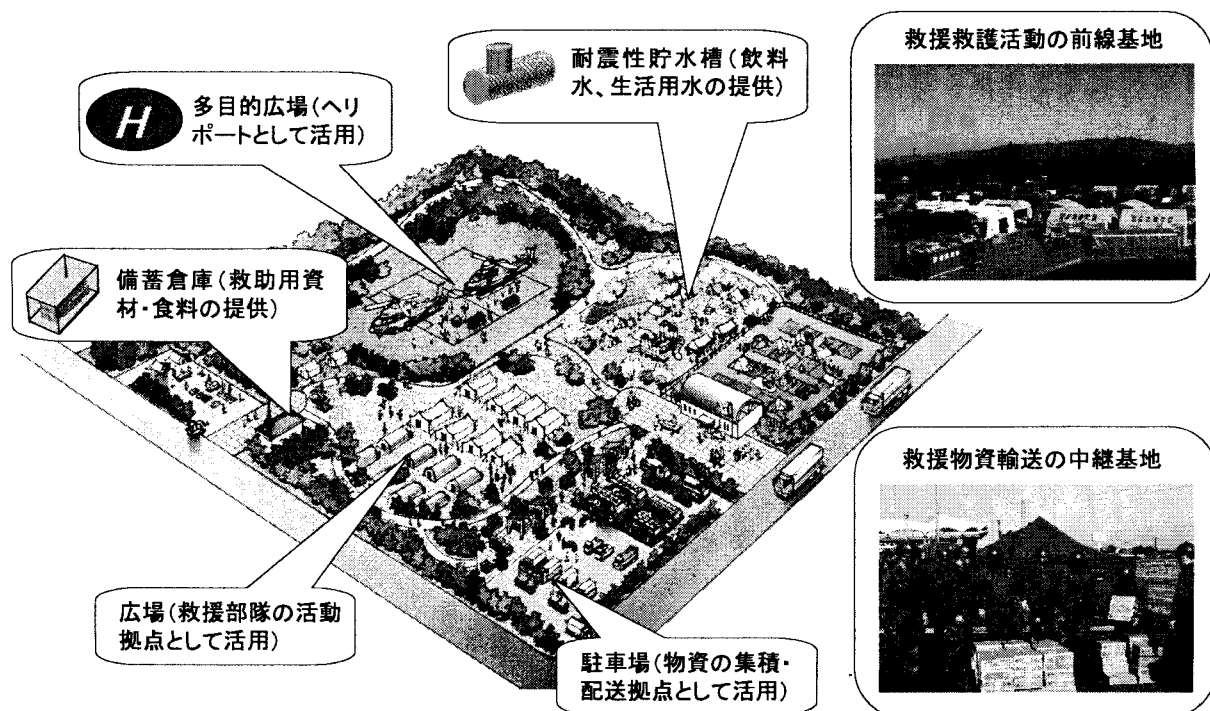 耐震性貯水槽(飲料
水、生活用水の提供)
救援救護活動の前線基地
H
多目的広場(ヘリ
ポートとして活用)
備蓄倉庫(救助用資
材・食料の提供)
救援物資輸送の中継基地
広場(救援部隊の活動
拠点として活用)
駐車場(物資の集積・
配送拠点として活用)